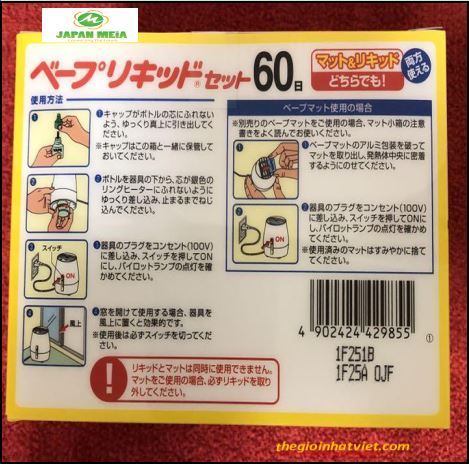 JAPAN MEIA
ベープリキッド®セット60日
マット&リキッド
どちらでも!
両方
使える
使用方法
①キャップがボトルの芯にふれない
よう、ゆっくり真上に引き出してく
ださい。
※キャップはこの箱と一緒に保管して
おいてください。
②ボトルを器具の下から、芯が銀色の
リングヒーターにふれないように
ゆっくり差し込み、止まるまでねじ
込んでください。
スイッチ
ON
③器具のプラグをコンセント(100V)
に差し込み、スイッチを押してON
にし、パイロットランプの点灯を確
かめてください。
風上
④窓を開けて使用する場合、器具を
風上に置くと効果的です。
※使用後は必ずスイッチを切ってく
ださい。
ベープマット使用の場合
※別売りのベープマットをご使用の場合、マット小箱の注意
書きをよく読んでお使いください。
①ベープマットのアルミ包装を破って
マットを取り出し、発熱体中央に密着
するようにのせてください。
ON
②器具のプラグをコンセント(100V)
に差し込み、スイッチを押してONに
し、パイロットランプの点灯を確か
めてください。
※使用済みのマットはすみやかに捨て
てください。
リキッドとマットは同時に使用できません。
マットをご使用の場合、必ずリキッドを取り
外してください。
4 902424 429855
①
1F251B
1F25A OJF
thegioinhatviet.com